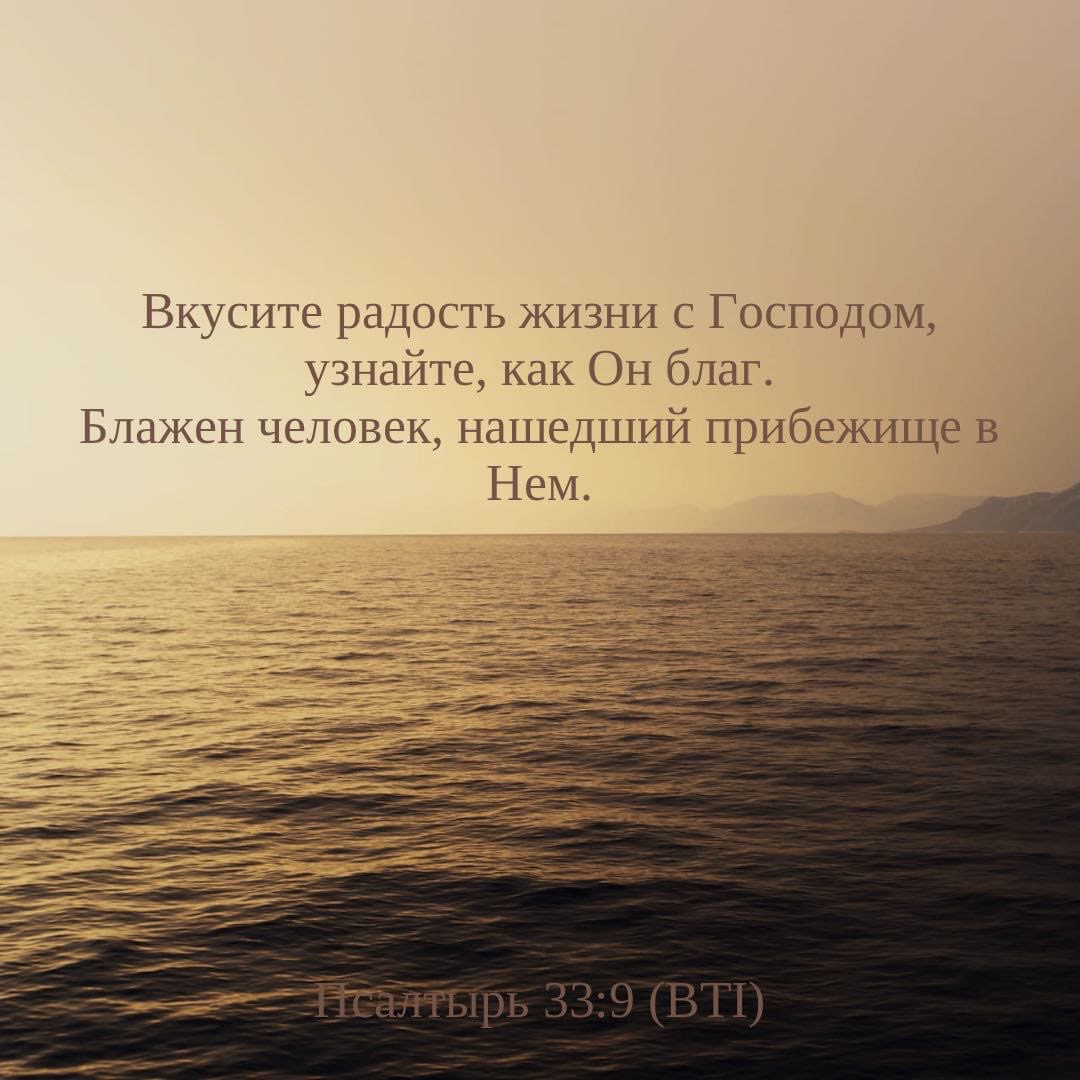 Вкусите радость жизни с Господом,
узнайте, как Он благ.
Блажен человек, нашедший прибежище в
Нем.
Псалтырь 33:9 (BTI)